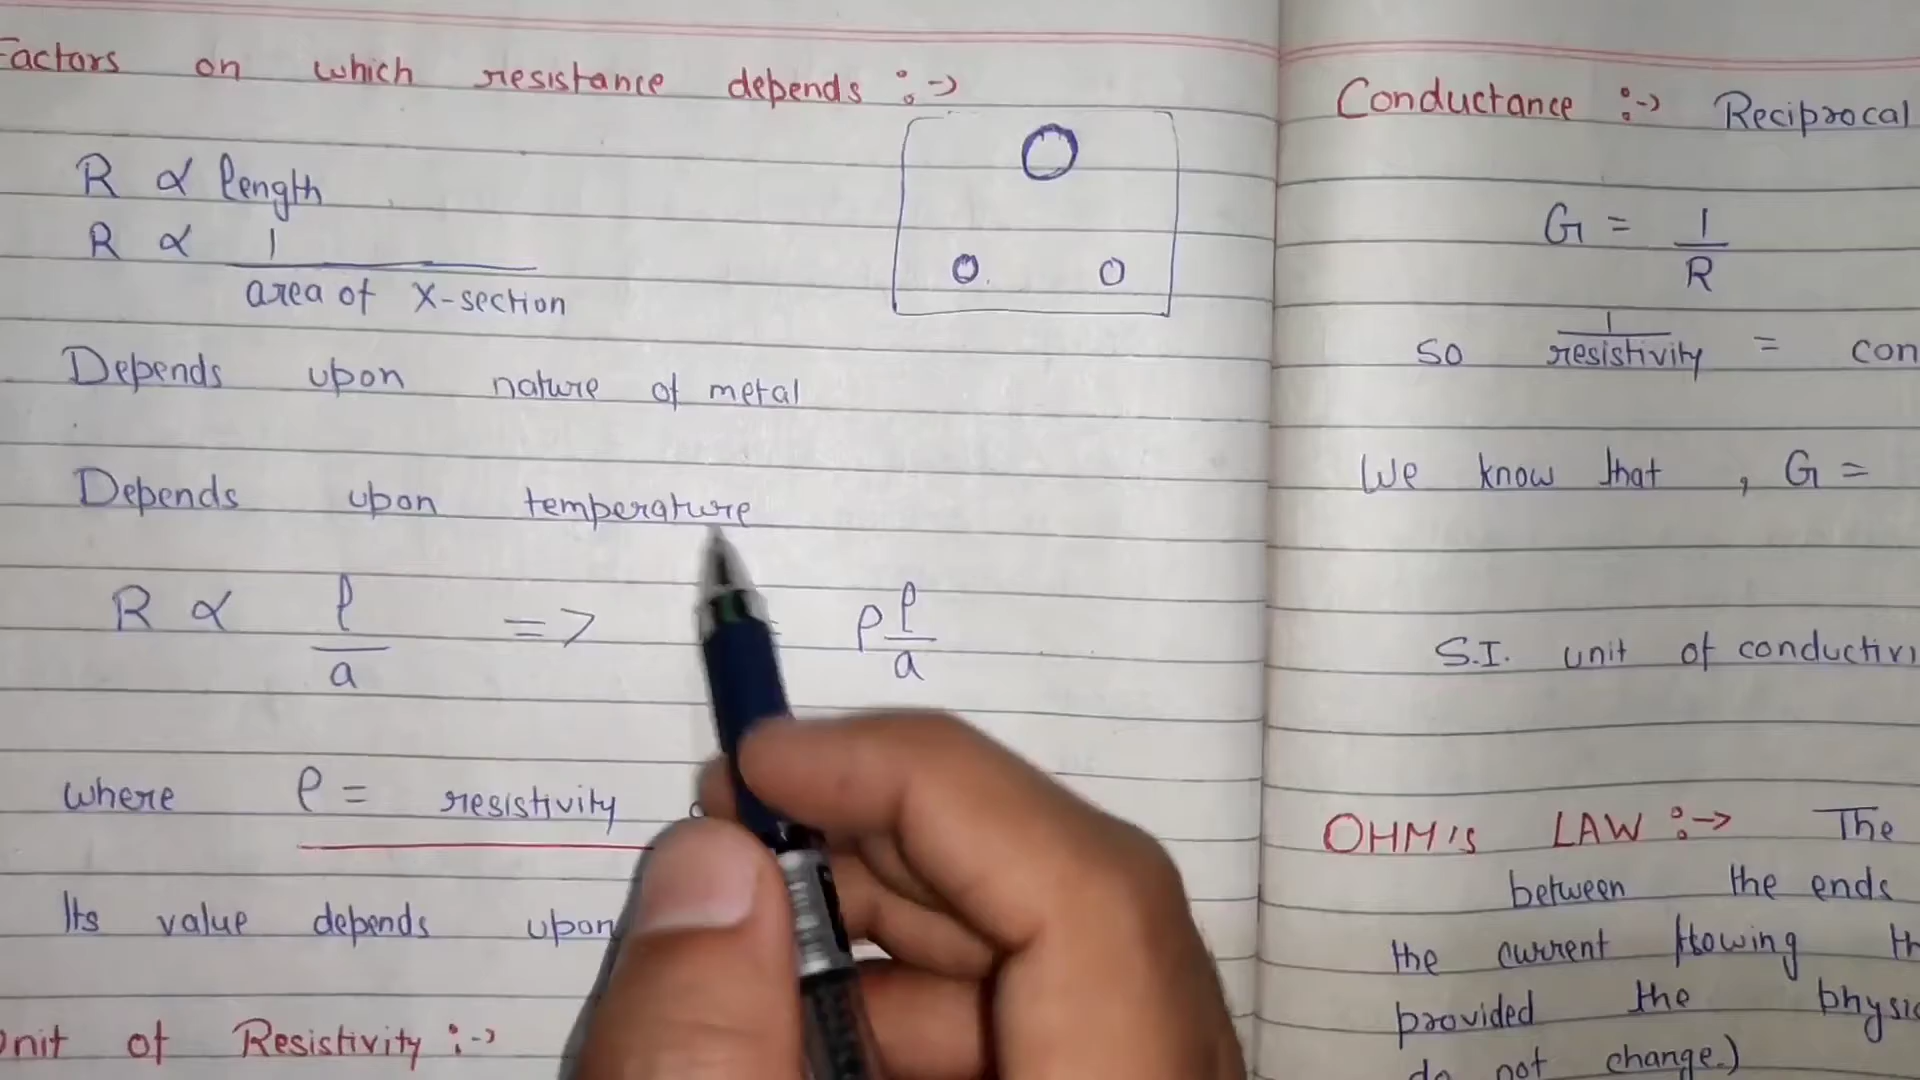 Factors on which resistance depends :->
R ∝ length
R ∝ 1
area of X-section
Depends upon nature of metal
Depends upon temperature
R ∝ l/a => = ρ l/a
where ρ = resistivity
Its value depends upon
Unit of Resistivity :->
Conductance :-> Reciprocal
G = 1/R
So 1/resistivity = con
We know that , G =
S.I. unit of conductivi
OHM's LAW :-> The
between the ends
the current flowing th
provided the physic
do not change.)